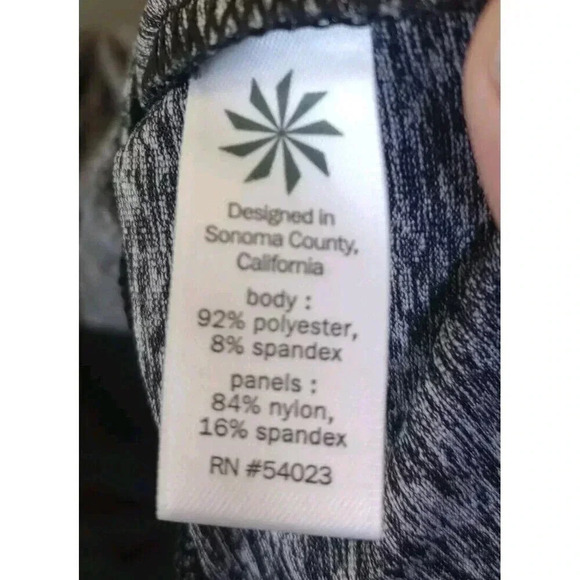 Designed in
Sonoma County,
California
body :
92% polyester,
8% spandex
panels :
84% nylon,
16% spandex
RN #54023